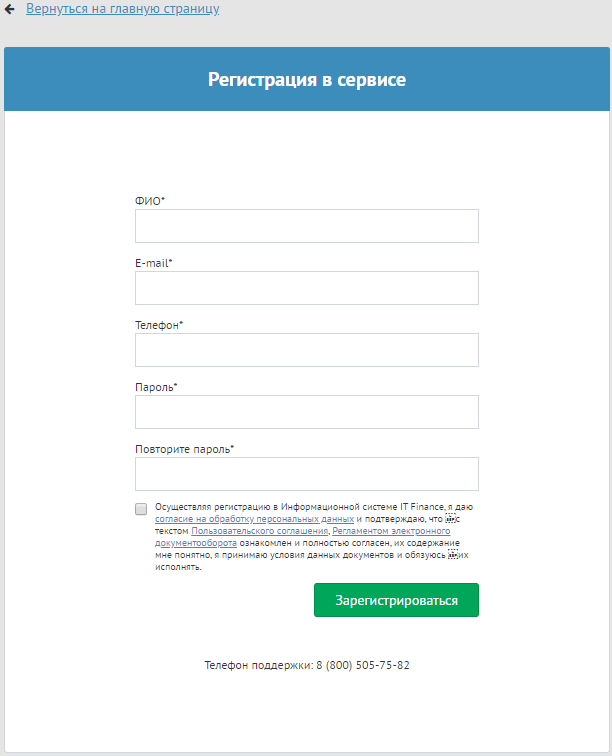 Вернуться на главную страницу
Регистрация в сервисе
ФИО*
E-mail*
Телефон*
Пароль*
Повторите пароль*
Осуществляя регистрацию в Информационной системе IT Finance, я даю
согласие на обработку персональных данных и подтверждаю, что с
текстом Пользовательского соглашения, Регламентом электронного
документооборота ознакомлен и полностью согласен, их содержание
мне понятно, я принимаю условия данных документов и обязуюсь их
исполнять.
Зарегистрироваться
Телефон поддержки: 8 (800) 505-75-82